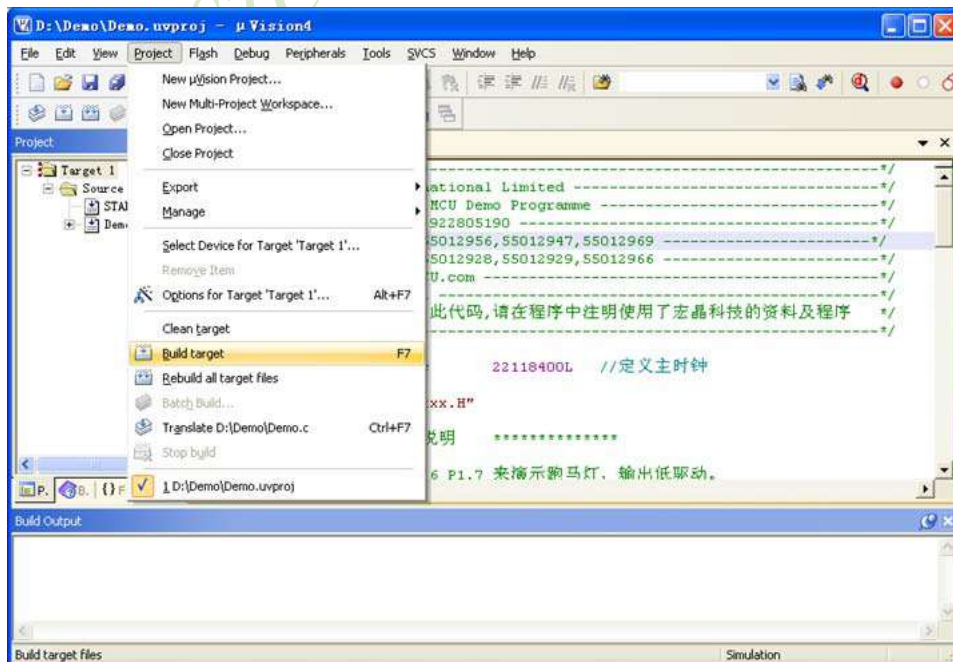 D:\Demo\Demo.uvproj - µVision4
File Edit View Project Flash Debug Peripherals Tools SVCS Window Help
Project
New µVision Project...
New Multi-Project Workspace...
Open Project...
Close Project
Export
Manage
Select Device for Target 'Target 1'...
Remove Item
Options for Target 'Target 1'... Alt+F7
Clean target
Build target F7
Rebuild all target files
Batch Build...
Translate D:\Demo\Demo.c Ctrl+F7
Stop build
1 D:\Demo\Demo.uvproj
Target 1
Source
STA
Dem
P. B. {} F
----------*/
ational Limited ----------*/
MCU Demo Programme ----------*/
922805190 ----------*/
55012956,55012947,55012969 ----------*/
55012928,55012929,55012966 ----------*/
U.com ----------*/
----------*/
此代码,请在程序中注明使用了宏晶科技的资料及程序 */
----------*/
22118400L //定义主时钟
xx.H"
说明 **************
6 P1.7 来演示跑马灯, 输出低驱动。
Build Output
Build target files Simulation